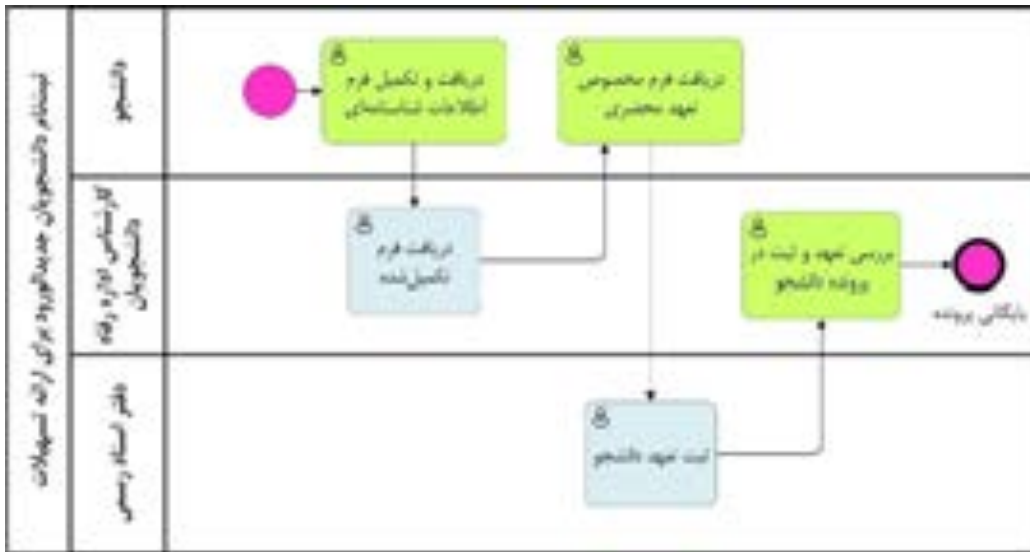 ثبت‌نام دانشجویان جدیدالورود برای ارائه تسهیلات
دانشجو
دریافت و تکمیل فرم
اطلاعات شناسنامه‌ای
دریافت فرم مخصوص
تعهد محضری
کارشناس اداره رفاه
دانشجویان
دریافت فرم
تکمیل‌شده
بررسی تعهد و ثبت در
پرونده دانشجو
بایگانی پرونده
دفتر اسناد رسمی
ثبت تعهد دانشجو